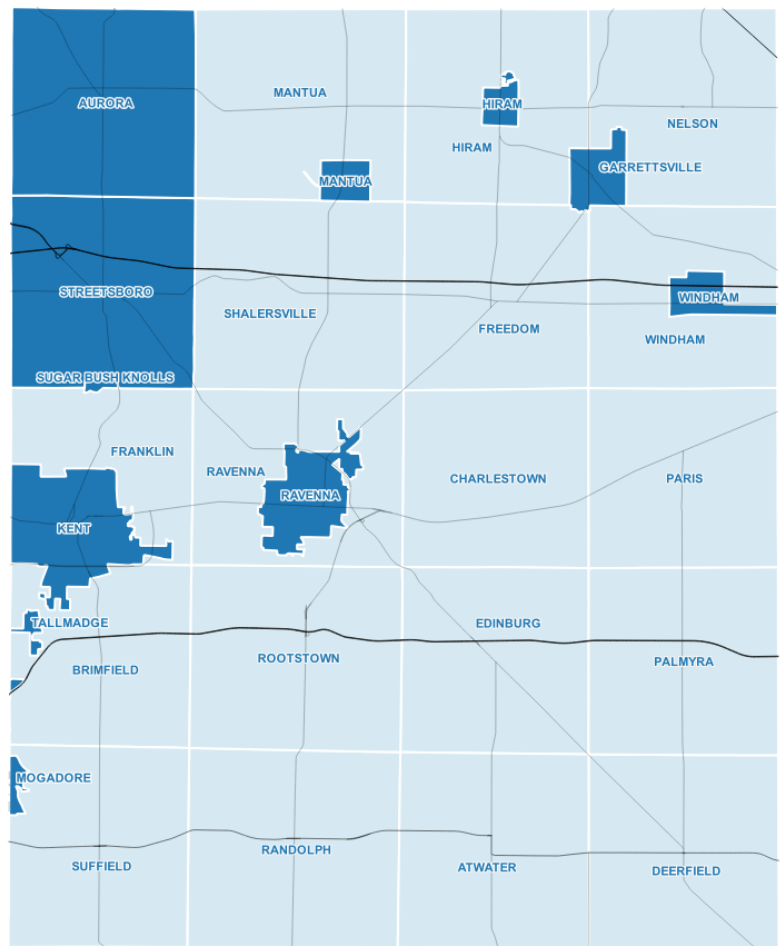 AURORA
MANTUA
HIRAM
NELSON
HIRAM
GARRETTSVILLE
MANTUA
STREETSBORO
WINDHAM
SHALERSVILLE
FREEDOM
WINDHAM
SUGAR BUSH KNOLLS
FRANKLIN
RAVENNA
CHARLESTOWN
PARIS
RAVENNA
KENT
TALLMADGE
EDINBURG
ROOTSTOWN
PALMYRA
BRIMFIELD
MOGADORE
RANDOLPH
SUFFIELD
ATWATER
DEERFIELD